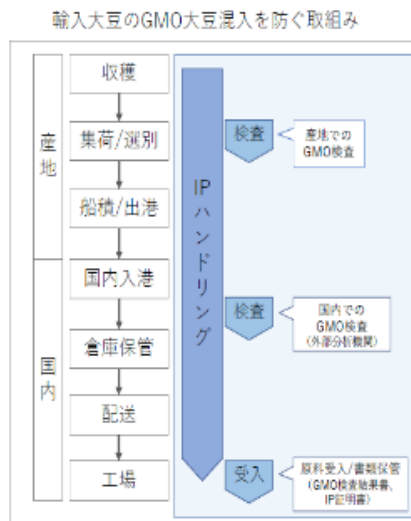 輸入大豆のGMO大豆混入を防ぐ取組み
産地
収穫
集荷/選別
船積/出港
国内
国内入港
倉庫保管
配送
工場
IPハンドリング
検査
産地での
GMO検査
検査
国内での
GMO検査
(外部分析機関)
受入
原料受入/書類保管
(GMO検査結果書、
IP証明書)